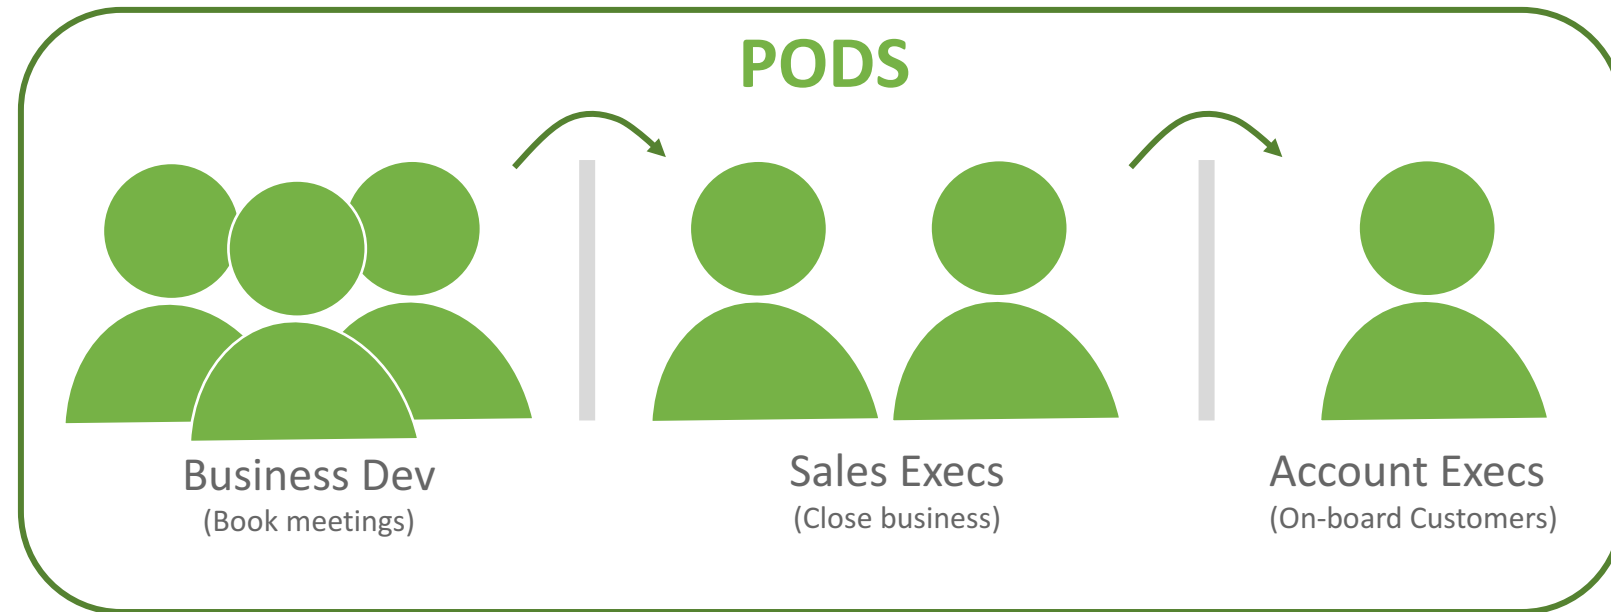 PODS
Business Dev
(Book meetings)
Sales Execs
(Close business)
Account Execs
(On-board Customers)